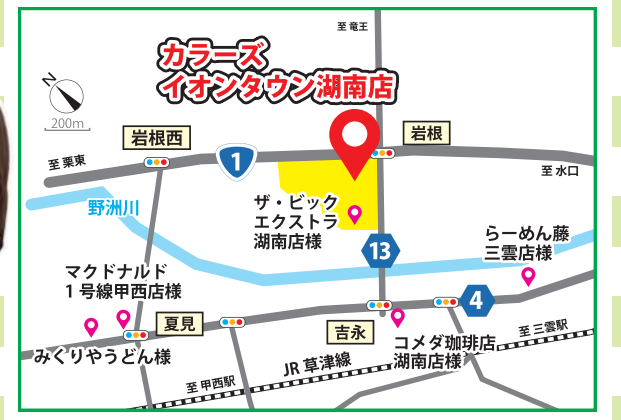 至 竜王
カラーズ
イオンタウン湖南店
N
200m
岩根西
岩根
至 栗東
1
至 水口
野洲川
ザ・ビック
エクストラ
湖南店様
らーめん藤
三雲店様
13
マクドナルド
1号線甲西店様
4
夏見
吉永
至 三雲駅
コメダ珈琲店
湖南店様
みくりやうどん様
JR 草津線
至 甲西駅